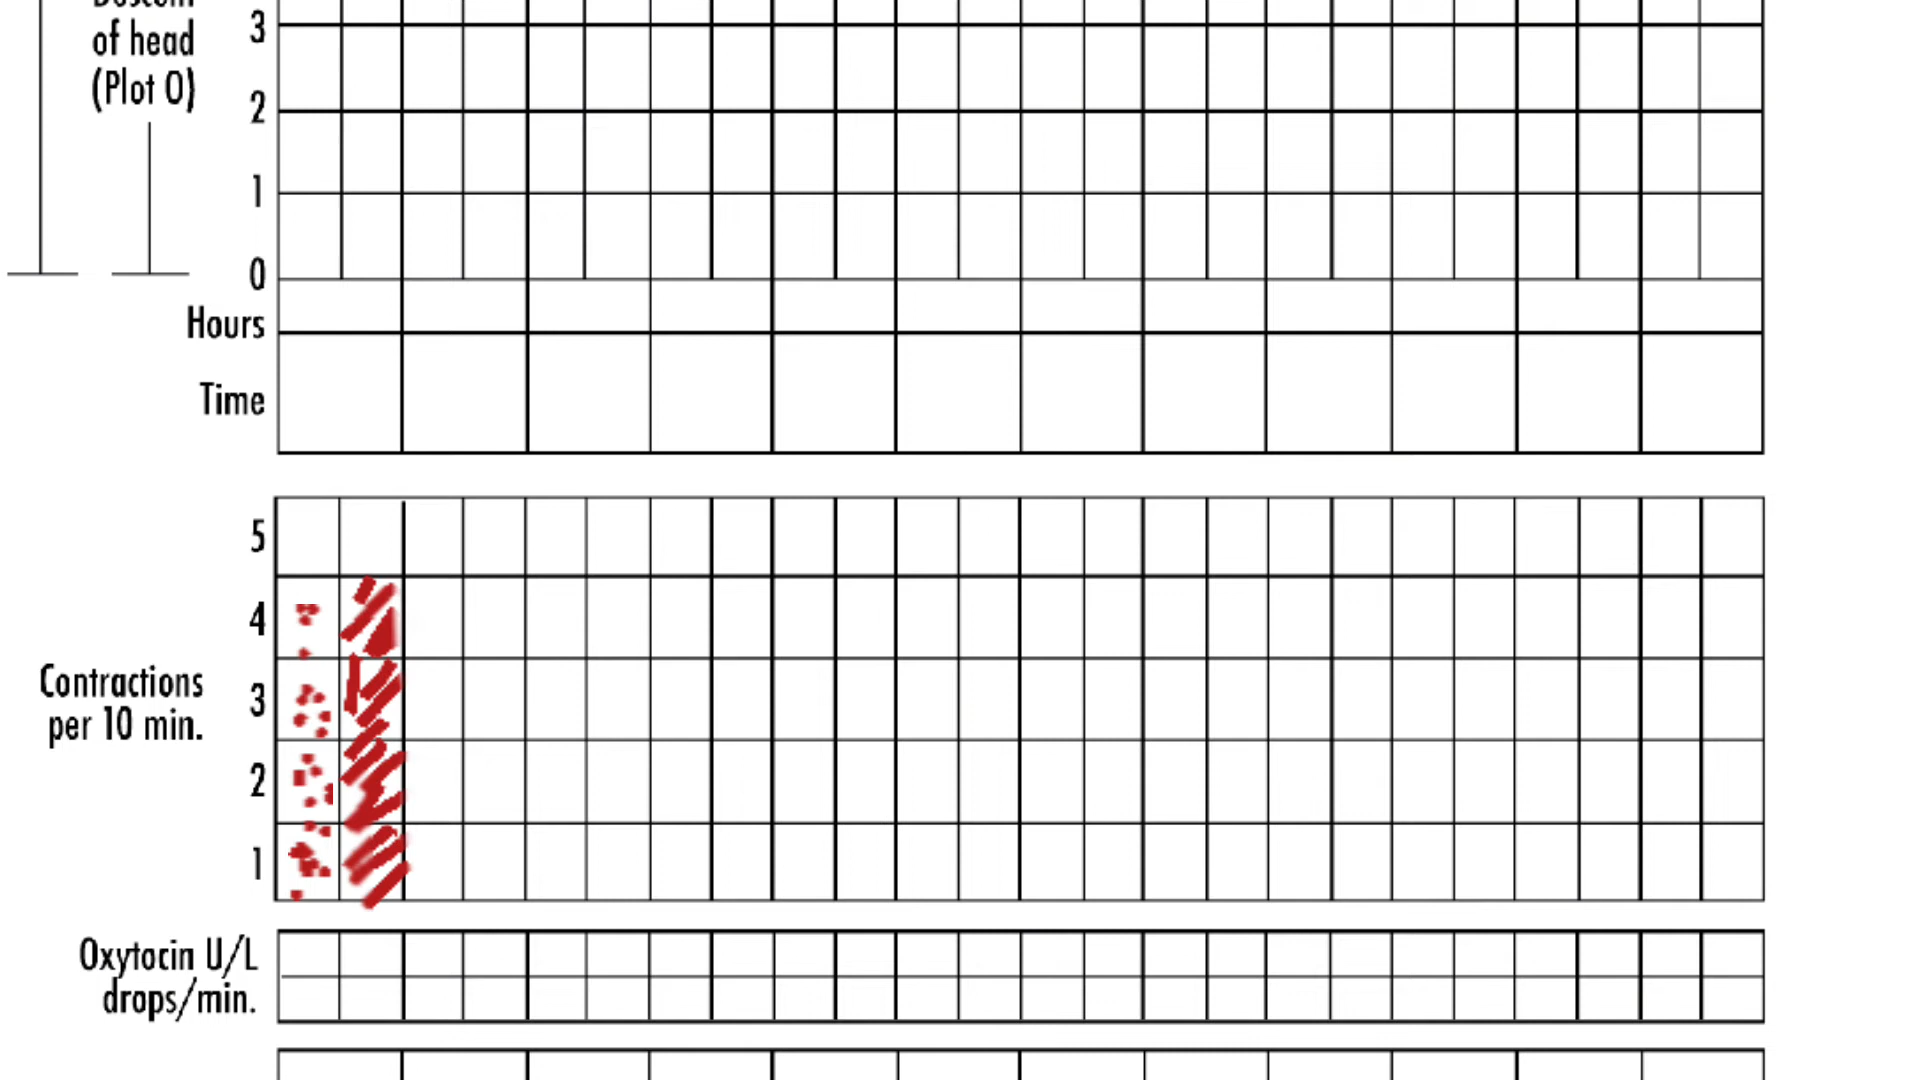 of head
(Plot O)
3
2
1
0
Hours
Time
Contractions
per 10 min.
5
4
3
2
1
Oxytocin U/L
drops/min.